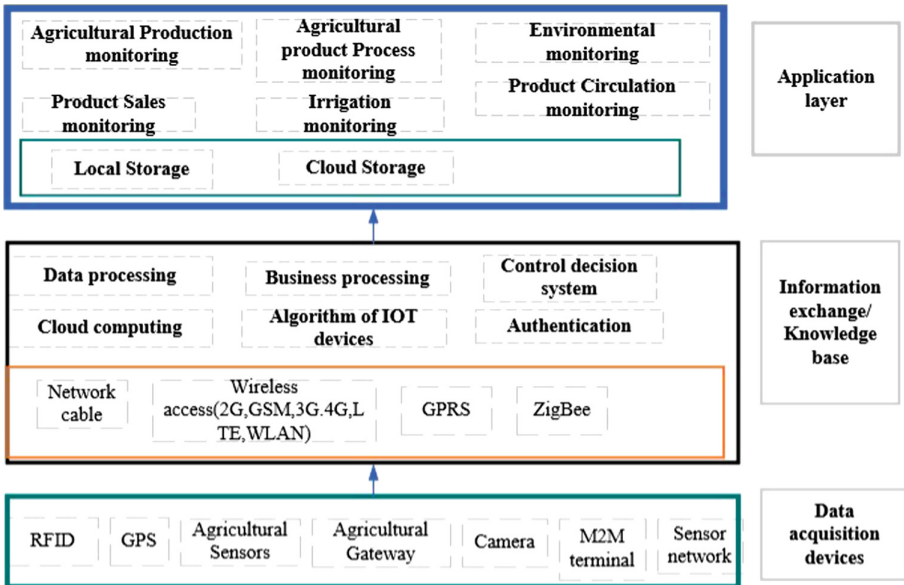 Agricultural Production
monitoring
Agricultural
product Process
monitoring
Environmental
monitoring
Product Sales
monitoring
Irrigation
monitoring
Product Circulation
monitoring
Local Storage
Cloud Storage
Application
layer
Data processing
Business processing
Control decision
system
Cloud computing
Algorithm of IOT
devices
Authentication
Network
cable
Wireless
access(2G,GSM,3G.4G,L
TE,WLAN)
GPRS
ZigBee
Information
exchange/
Knowledge
base
RFID
GPS
Agricultural
Sensors
Agricultural
Gateway
Camera
M2M
terminal
Sensor
network
Data
acquisition
devices